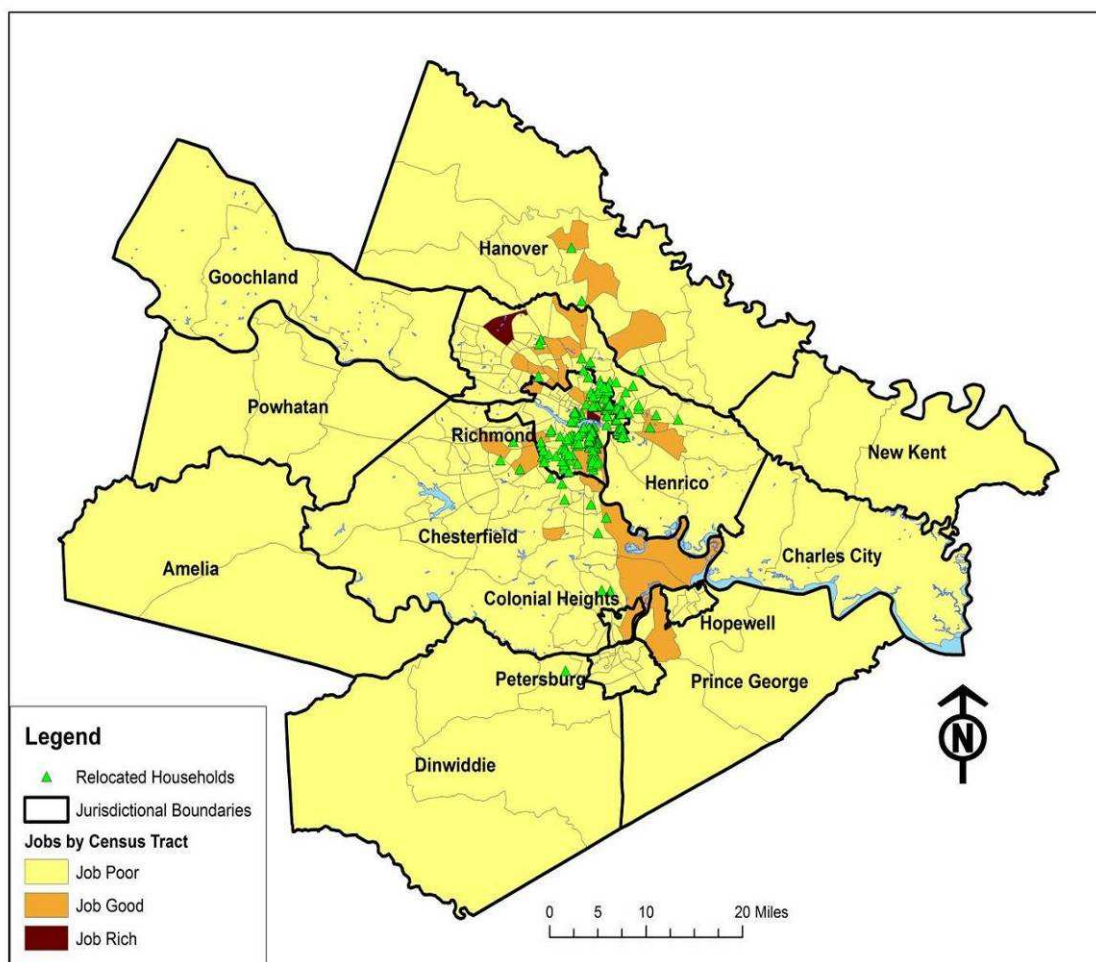 Hanover
Goochland
Powhatan
Richmond
New Kent
Henrico
Chesterfield
Charles City
Amelia
Colonial Heights
Hopewell
Petersburg
Prince George
Dinwiddie
N
Legend
Relocated Households
Jurisdictional Boundaries
Jobs by Census Tract
Job Poor
Job Good
Job Rich
0 5 10 20 Miles